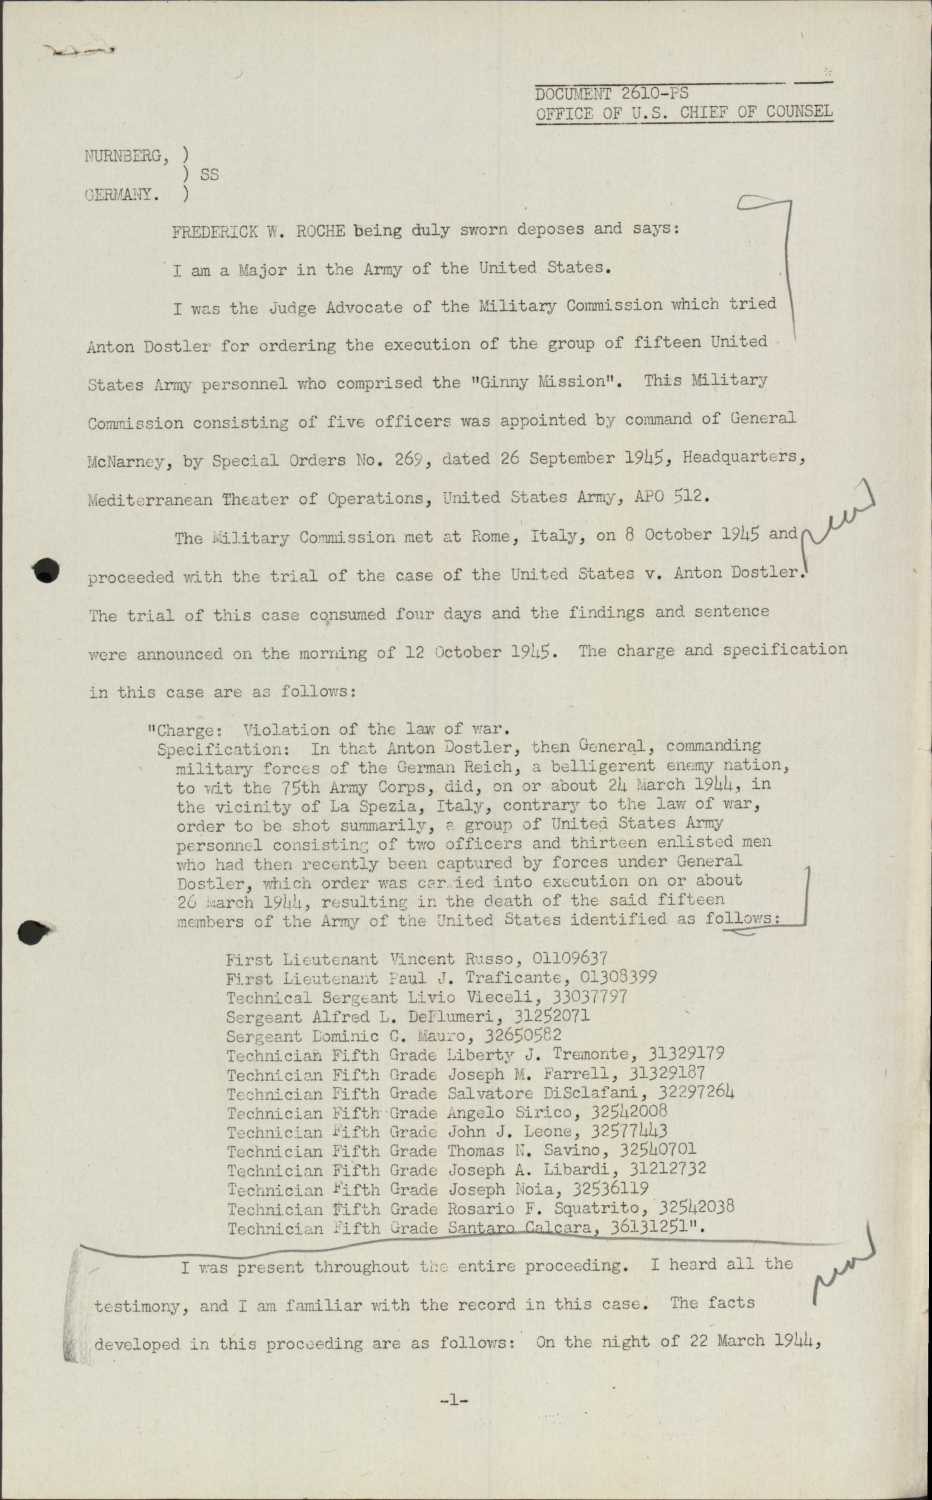 DOCUMENT 2610-PS
OFFICE OF U.S. CHIEF OF COUNSEL
NURNBERG, )
) SS
GERMANY. )
FREDERICK W. ROCHE being duly sworn deposes and says:
I am a Major in the Army of the United States.
I was the Judge Advocate of the Military Commission which tried
Anton Dostler for ordering the execution of the group of fifteen United
States Army personnel who comprised the "Ginny Mission". This Military
Commission consisting of five officers was appointed by command of General
McNarney, by Special Orders No. 269, dated 26 September 1945, Headquarters,
Mediterranean Theater of Operations, United States Army, APO 512.
The Military Commission met at Rome, Italy, on 8 October 1945 and
proceeded with the trial of the case of the United States v. Anton Dostler.
The trial of this case consumed four days and the findings and sentence
were announced on the morning of 12 October 1945. The charge and specification
in this case are as follows:
"Charge: Violation of the law of war.
Specification: In that Anton Dostler, then General, commanding
military forces of the German Reich, a belligerent enemy nation,
to wit the 75th Army Corps, did, on or about 24 March 1944, in
the vicinity of La Spezia, Italy, contrary to the law of war,
order to be shot summarily, a group of United States Army
personnel consisting of two officers and thirteen enlisted men
who had then recently been captured by forces under General
Dostler, which order was carried into execution on or about
26 March 1944, resulting in the death of the said fifteen
members of the Army of the United States identified as follows:
First Lieutenant Vincent Russo, 01109637
First Lieutenant Paul J. Traficante, 01308399
Technical Sergeant Livio Vieceli, 33037797
Sergeant Alfred L. DeFlumeri, 31252071
Sergeant Dominic C. Mauro, 32650582
Technician Fifth Grade Liberty J. Tremonte, 31329179
Technician Fifth Grade Joseph M. Farrell, 31329187
Technician Fifth Grade Salvatore DiSclafani, 32297264
Technician Fifth Grade Angelo Sirico, 32542008
Technician Fifth Grade John J. Leone, 32577443
Technician Fifth Grade Thomas N. Savino, 32540701
Technician Fifth Grade Joseph A. Libardi, 31212732
Technician Fifth Grade Joseph Noia, 32536119
Technician Fifth Grade Rosario F. Squatrito, 32542038
Technician Fifth Grade Santaro Calcara, 36131251".
I was present throughout the entire proceeding. I heard all the
testimony, and I am familiar with the record in this case. The facts
developed in this proceeding are as follows: On the night of 22 March 1944,
-1-